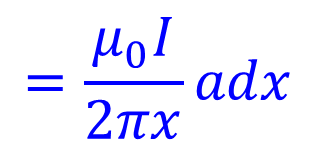 = μ₀I / 2πx adx